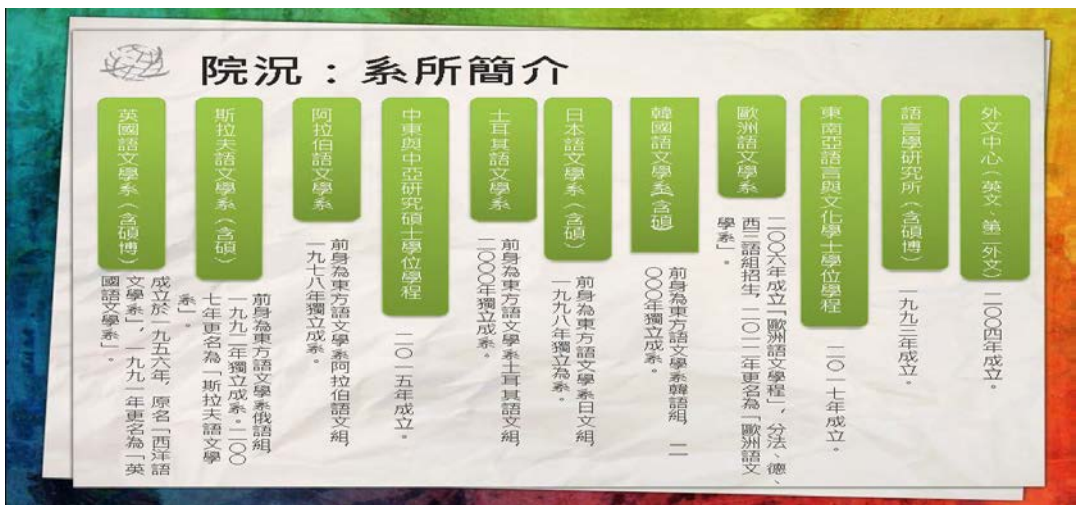 院況：系所簡介
英國語文學系（含碩博）
成立於一九五六年，原名「西洋語
文學系」，一九九一年更名為「英
國語文學系」。
斯拉夫語文學系（含碩）
前身為東方語文學系俄語組，
一九九二年獨立成系。二〇〇
七年更名為「斯拉夫語文學
系」。
阿拉伯語文學系
前身為東方語文學系阿拉伯語文組，
一九七八年獨立成系。
中東與中亞研究碩士學位學程
二〇一五年成立。
土耳其語文學系
前身為東方語文學系土耳其語文組，
二〇〇〇年獨立成系。
日本語文學系（含碩）
前身為東方語文學系日文組，
一九九八年獨立為系。
韓國語文學系（含碩）
前身為東方語文學系韓語組，二
〇〇〇年獨立成系。
歐洲語文學系
二〇〇六年成立「歐洲語文學程」，分法、德、
西三語組招生，二〇一二年更名為「歐洲語文
學系」。
東南亞語言與文化學士學位學程
二〇一七年成立。
語言學研究所（含碩博）
一九九三年成立。
外文中心（英文、第二外文）
二〇〇四年成立。